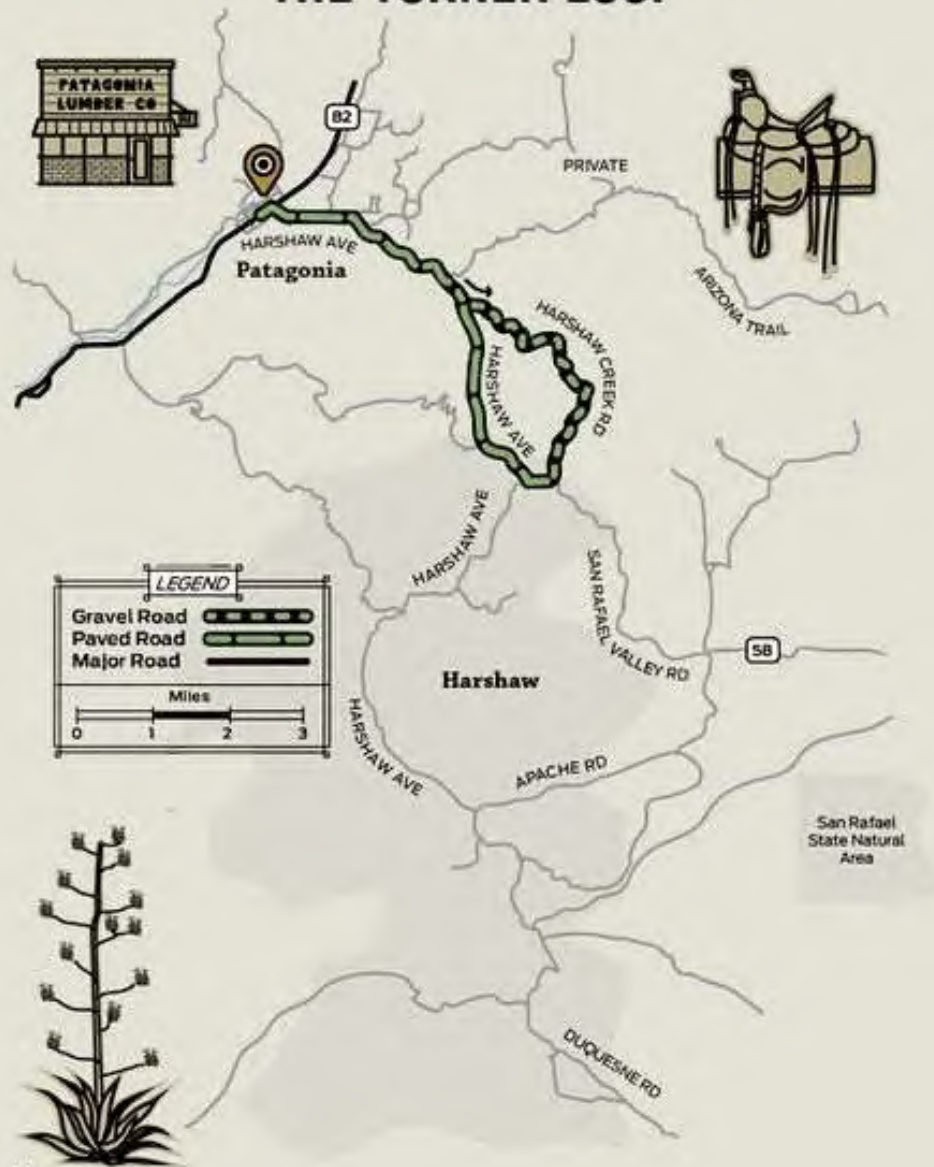 PATAGONIA
LUMBER CO
82
PRIVATE
HARSHAW AVE
Patagonia
ARIZONA TRAIL
HARSHAW CREEK RD
HARSHAW AVE
HARSHAW AVE
SAN RAFAEL VALLEY RD
58
LEGEND
Gravel Road
Paved Road
Major Road
Miles
0 1 2 3
Harshaw
HARSHAW AVE
APACHE RD
San Rafael
State Natural
Area
DUQUESNE RD